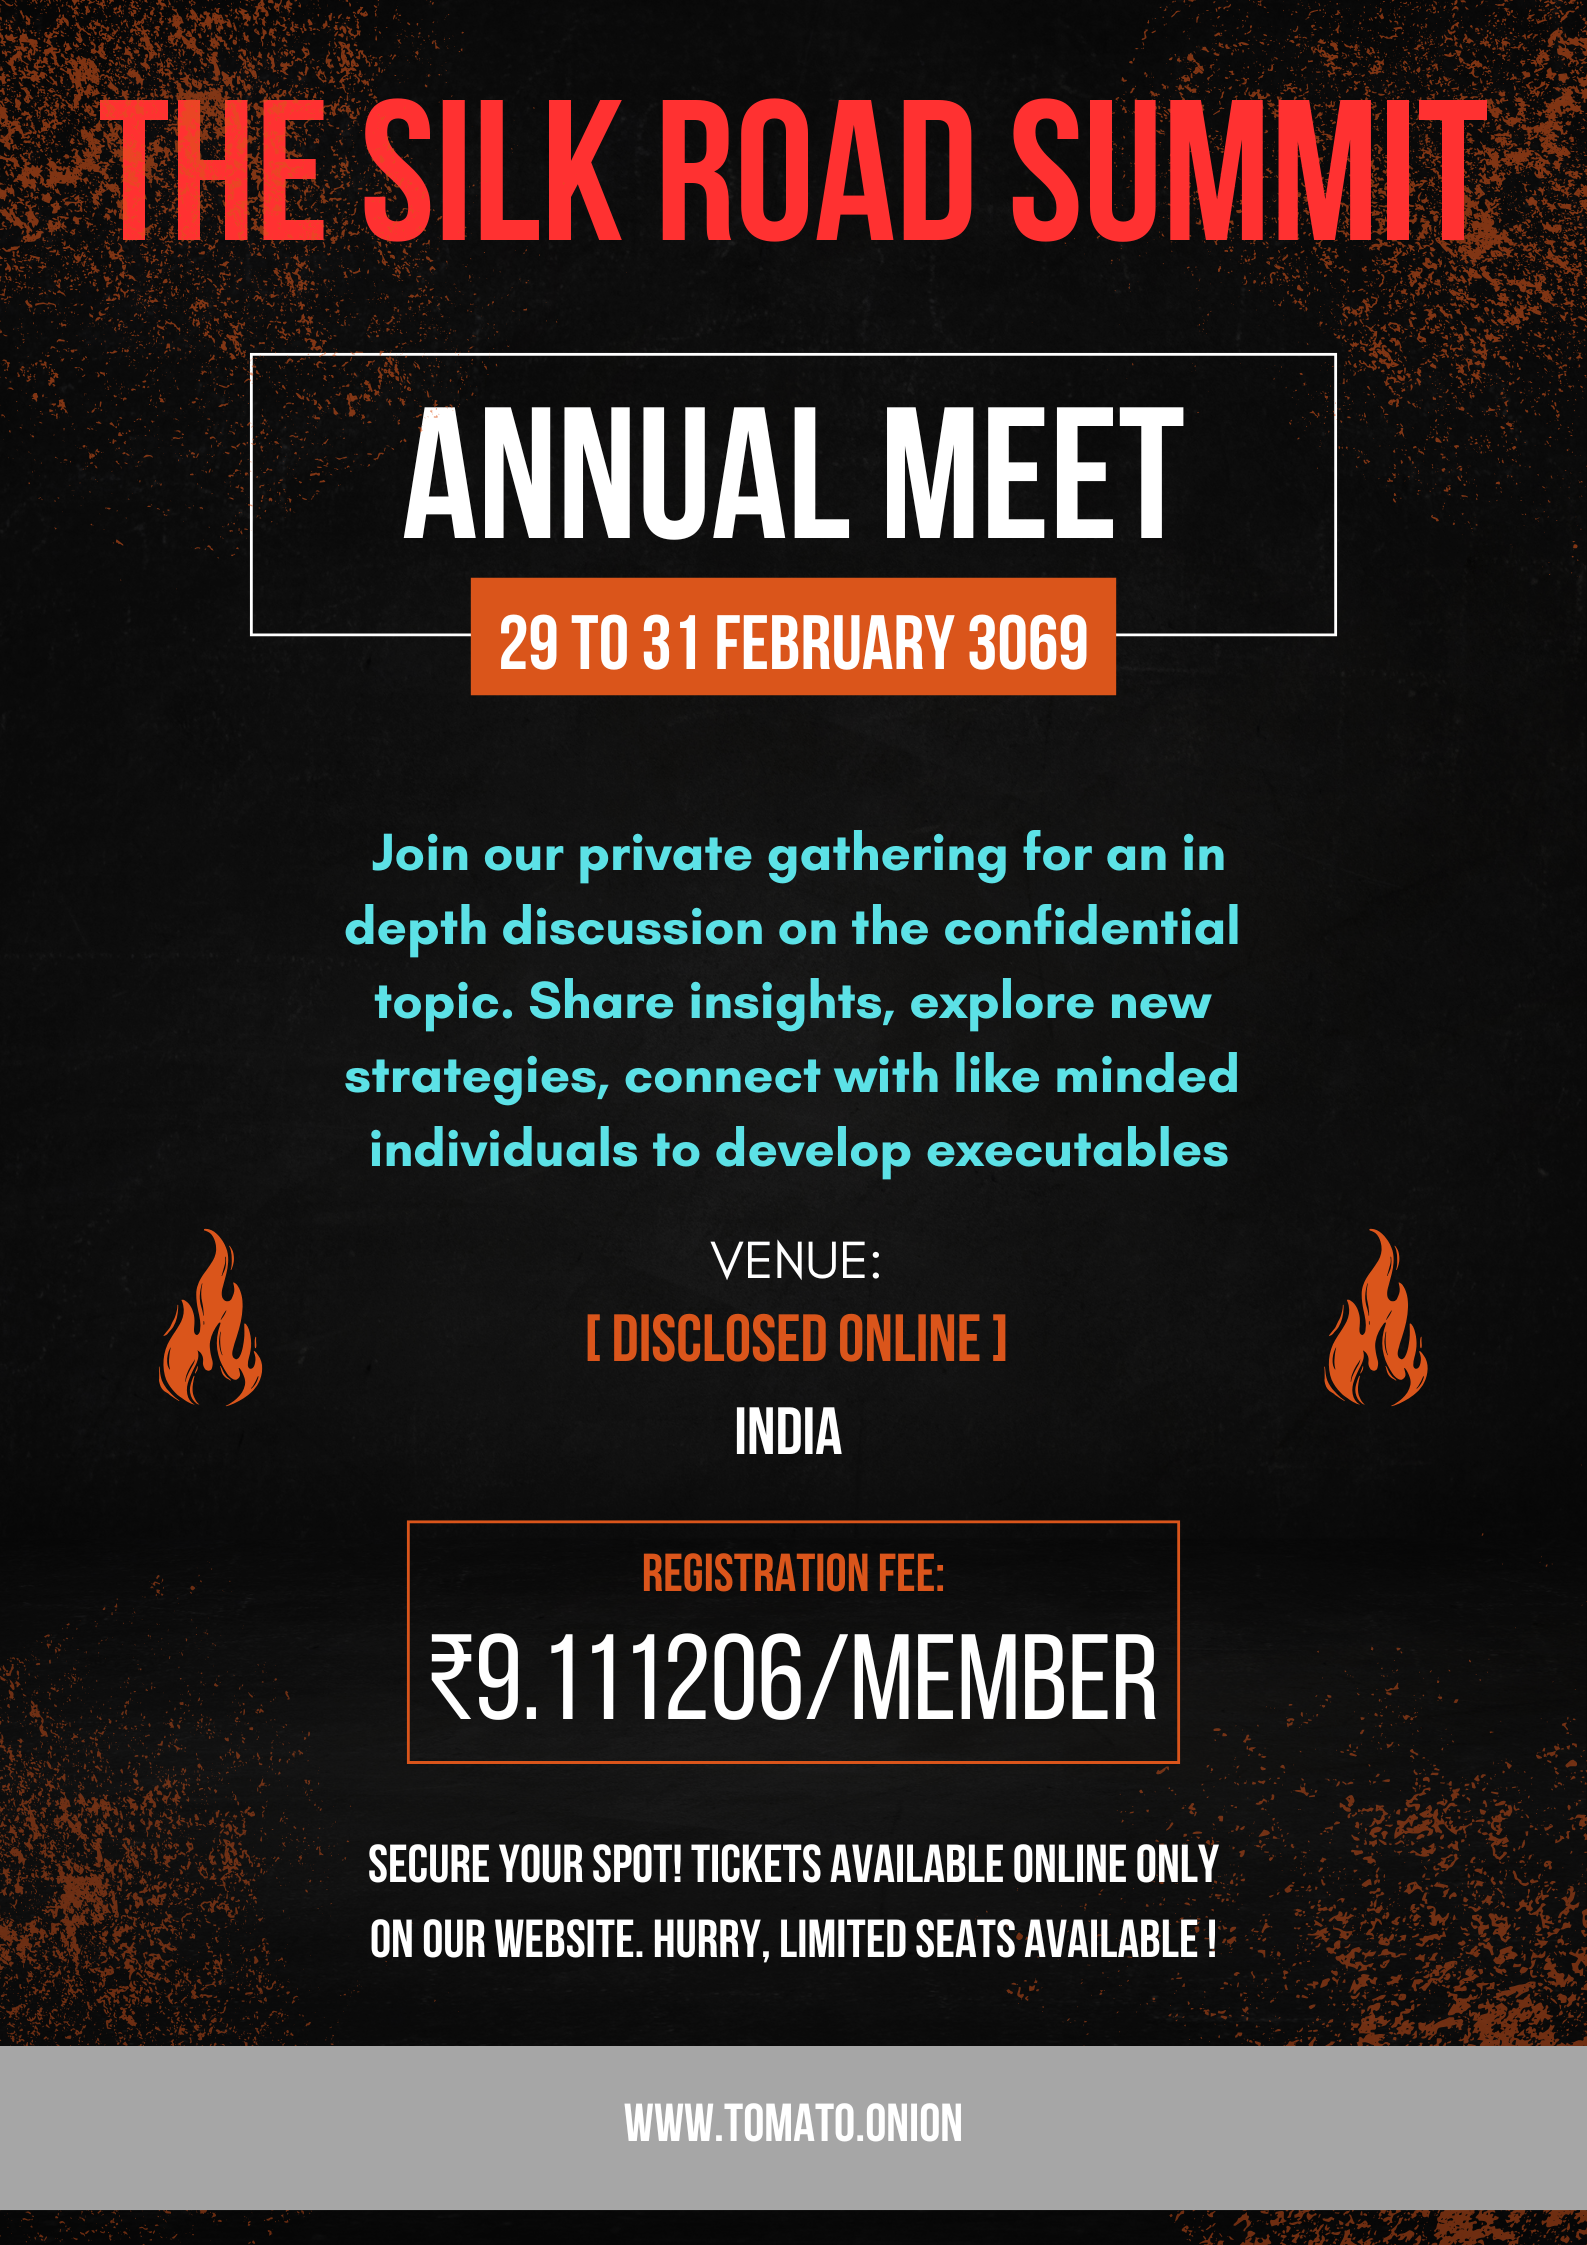 THE SILK ROAD SUMMIT
ANNUAL MEET
29 TO 31 FEBRUARY 3069
Join our private gathering for an in
depth discussion on the confidential
topic. Share insights, explore new
strategies, connect with like minded
individuals to develop executables
VENUE:
[ DISCLOSED ONLINE ]
INDIA
REGISTRATION FEE:
₹9.111206/MEMBER
SECURE YOUR SPOT! TICKETS AVAILABLE ONLINE ONLY
ON OUR WEBSITE. HURRY, LIMITED SEATS AVAILABLE !
WWW.TOMATO.ONION